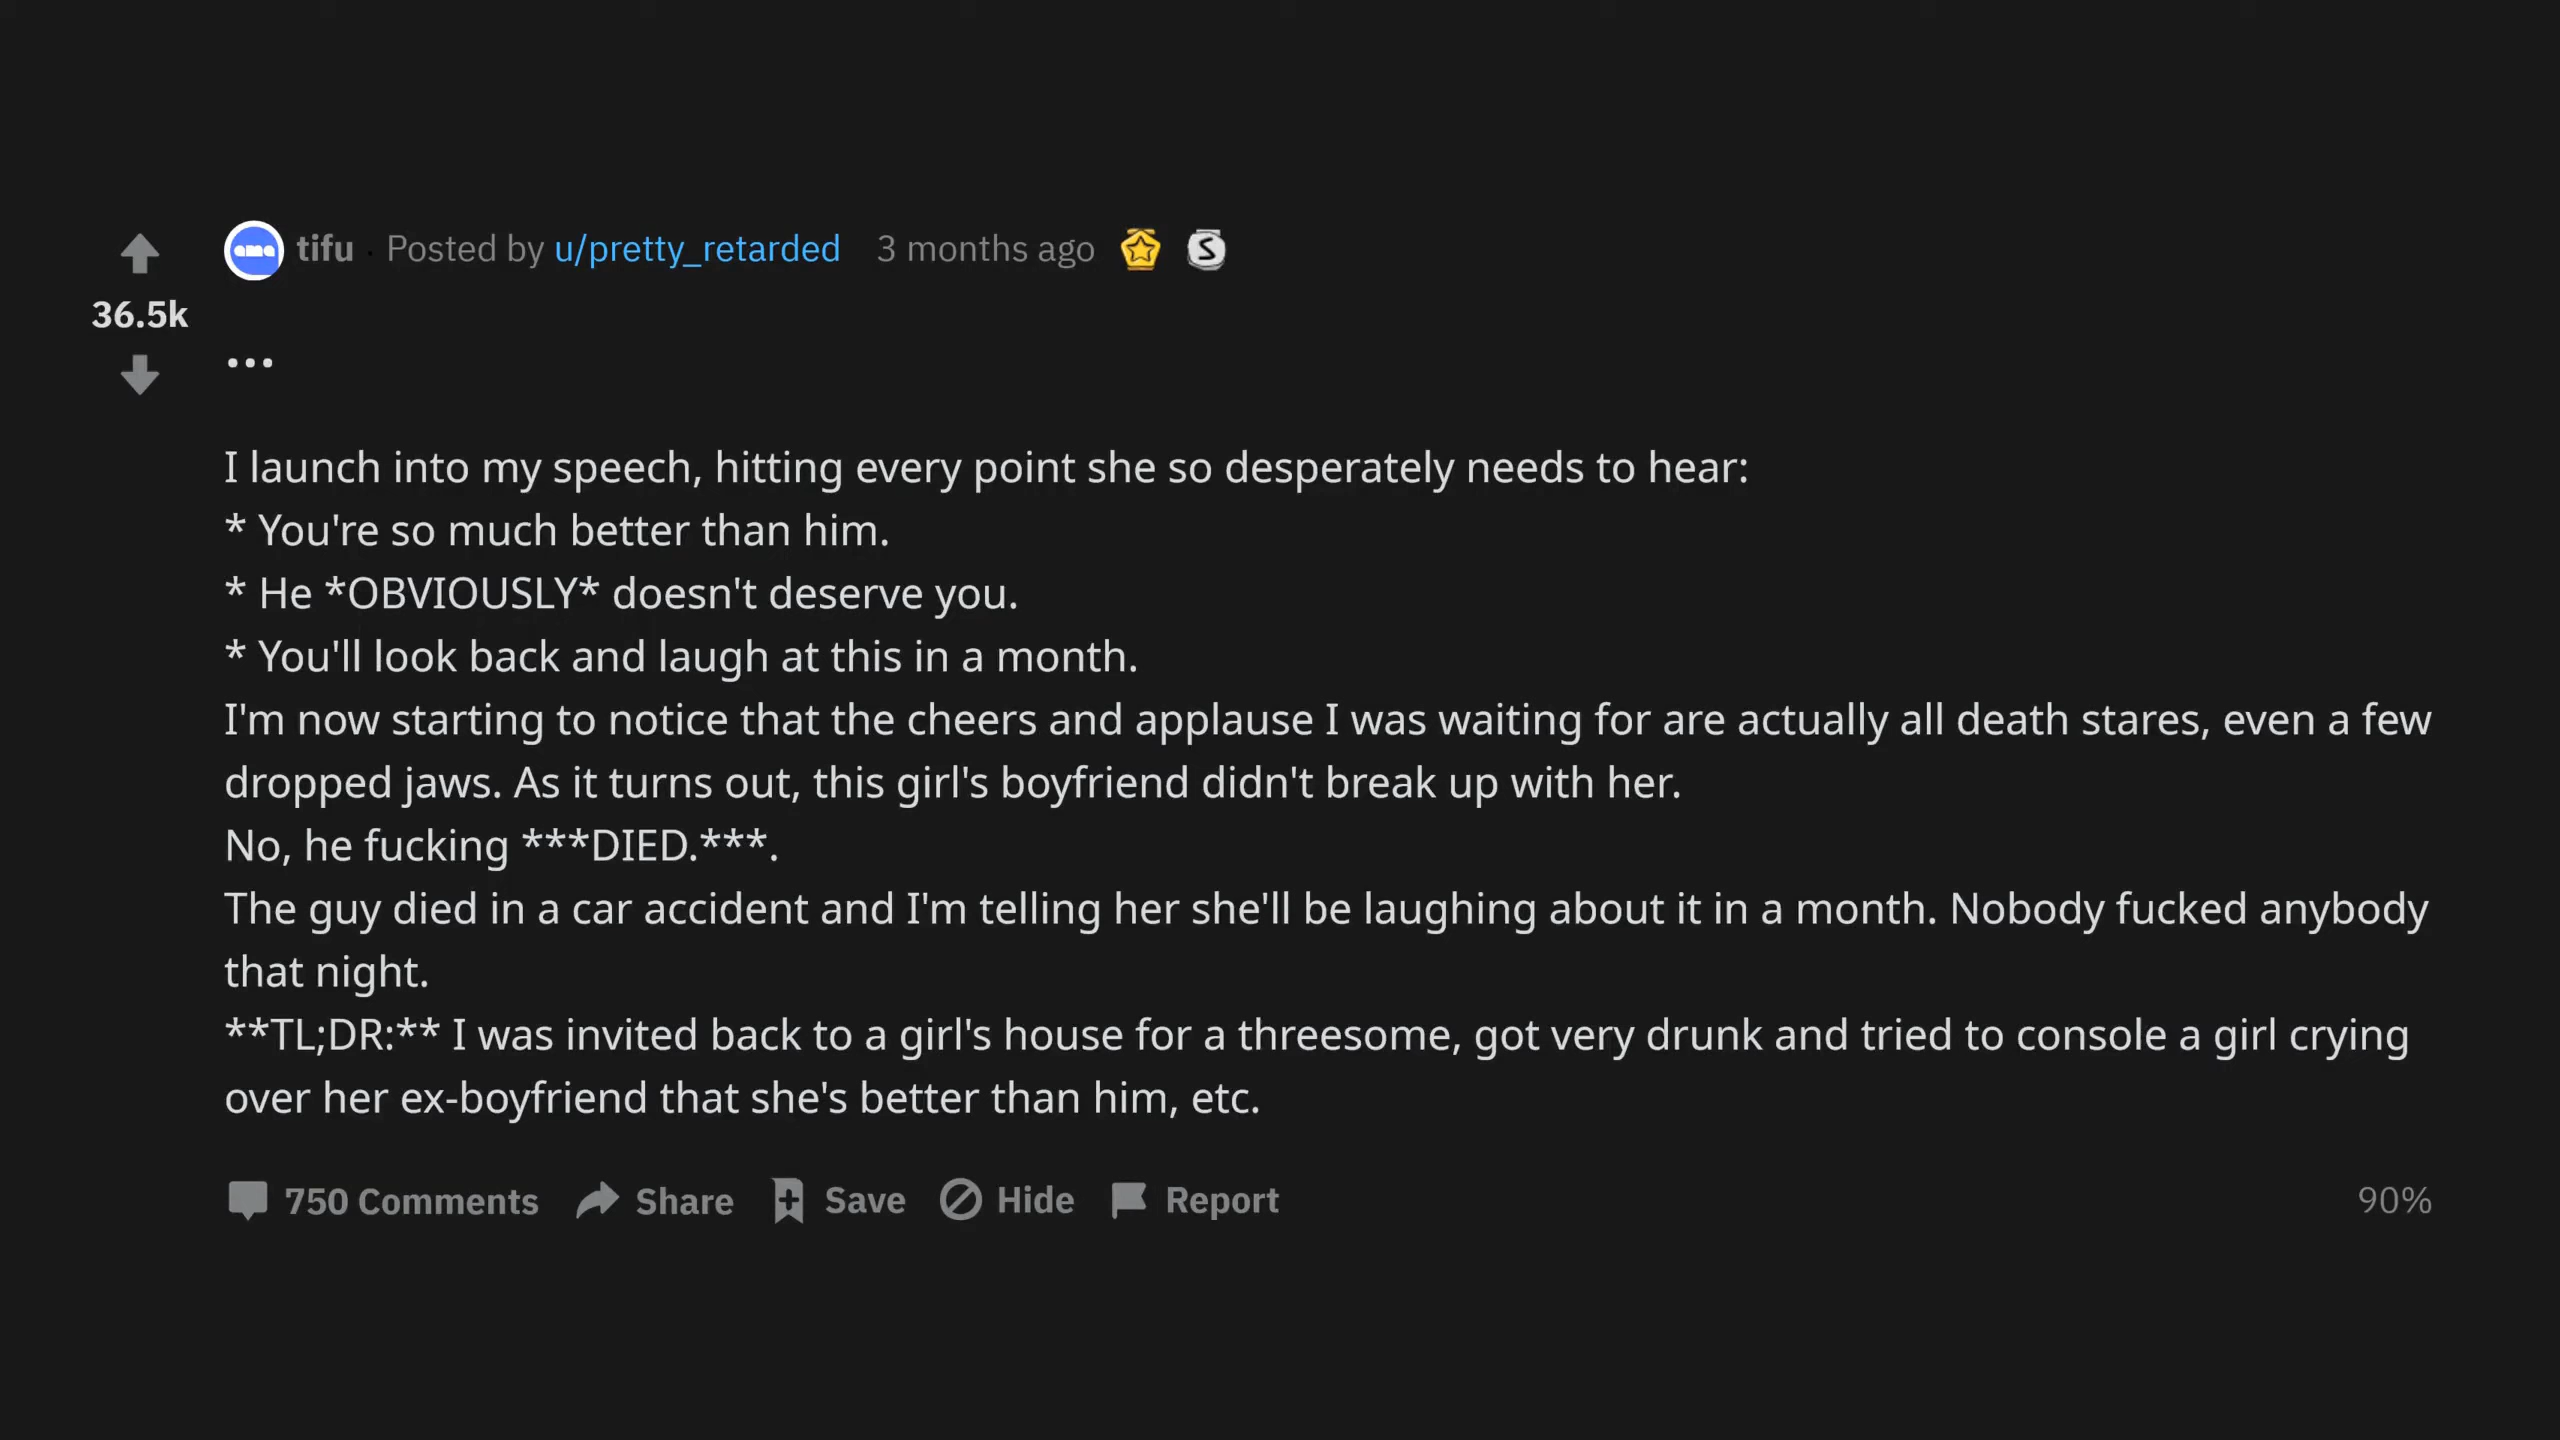 tifu · Posted by u/pretty_retarded 3 months ago
36.5k
...
I launch into my speech, hitting every point she so desperately needs to hear:
* You're so much better than him.
* He *OBVIOUSLY* doesn't deserve you.
* You'll look back and laugh at this in a month.
I'm now starting to notice that the cheers and applause I was waiting for are actually all death stares, even a few
dropped jaws. As it turns out, this girl's boyfriend didn't break up with her.
No, he fucking ***DIED.***.
The guy died in a car accident and I'm telling her she'll be laughing about it in a month. Nobody fucked anybody
that night.
**TL;DR:** I was invited back to a girl's house for a threesome, got very drunk and tried to console a girl crying
over her ex-boyfriend that she's better than him, etc.
750 Comments Share Save Hide Report 90%